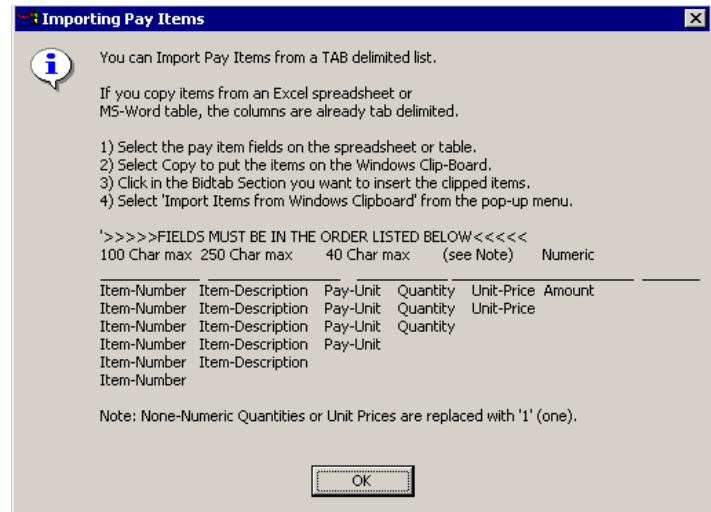 Importing Pay Items
You can Import Pay Items from a TAB delimited list.
If you copy items from an Excel spreadsheet or
MS-Word table, the columns are already tab delimited.
1) Select the pay item fields on the spreadsheet or table.
2) Select Copy to put the items on the Windows Clip-Board.
3) Click in the Bidtab Section you want to insert the clipped items.
4) Select 'Import Items from Windows Clipboard' from the pop-up menu.
'>>>>>FIELDS MUST BE IN THE ORDER LISTED BELOW<<<<<
100 Char max 250 Char max 40 Char max (see Note) Numeric
Item-Number Item-Description Pay-Unit Quantity Unit-Price Amount
Item-Number Item-Description Pay-Unit Quantity Unit-Price
Item-Number Item-Description Pay-Unit Quantity
Item-Number Item-Description Pay-Unit
Item-Number Item-Description
Item-Number
Note: None-Numeric Quantities or Unit Prices are replaced with '1' (one).
OK